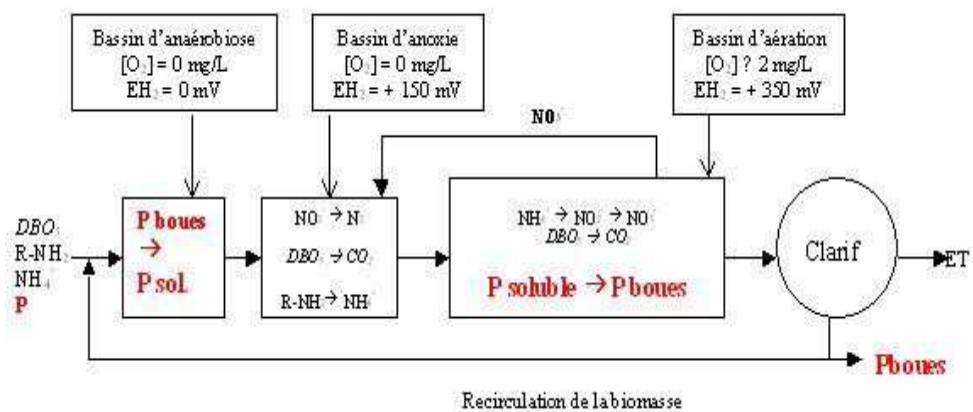 Bassin d'anaérobiose
[O₂] = 0 mg/L
EH₂ = 0 mV
Bassin d'anoxie
[O₂] = 0 mg/L
EH₂ = + 150 mV
Bassin d'aération
[O₂] ? 2 mg/L
EH₂ = + 350 mV
NO₃⁻
DBO₅
R-NH₂
NH₄⁺
P
P boues
→
P sol.
NO₃⁻ → N₂
DBO₅ → CO₂
R-NH₂ → NH₄⁺
NH₄⁺ → NO₂⁻ → NO₃⁻
DBO₅ → CO₂
P soluble → P boues
Clarif
ET
P boues
Recirculation de la biomasse